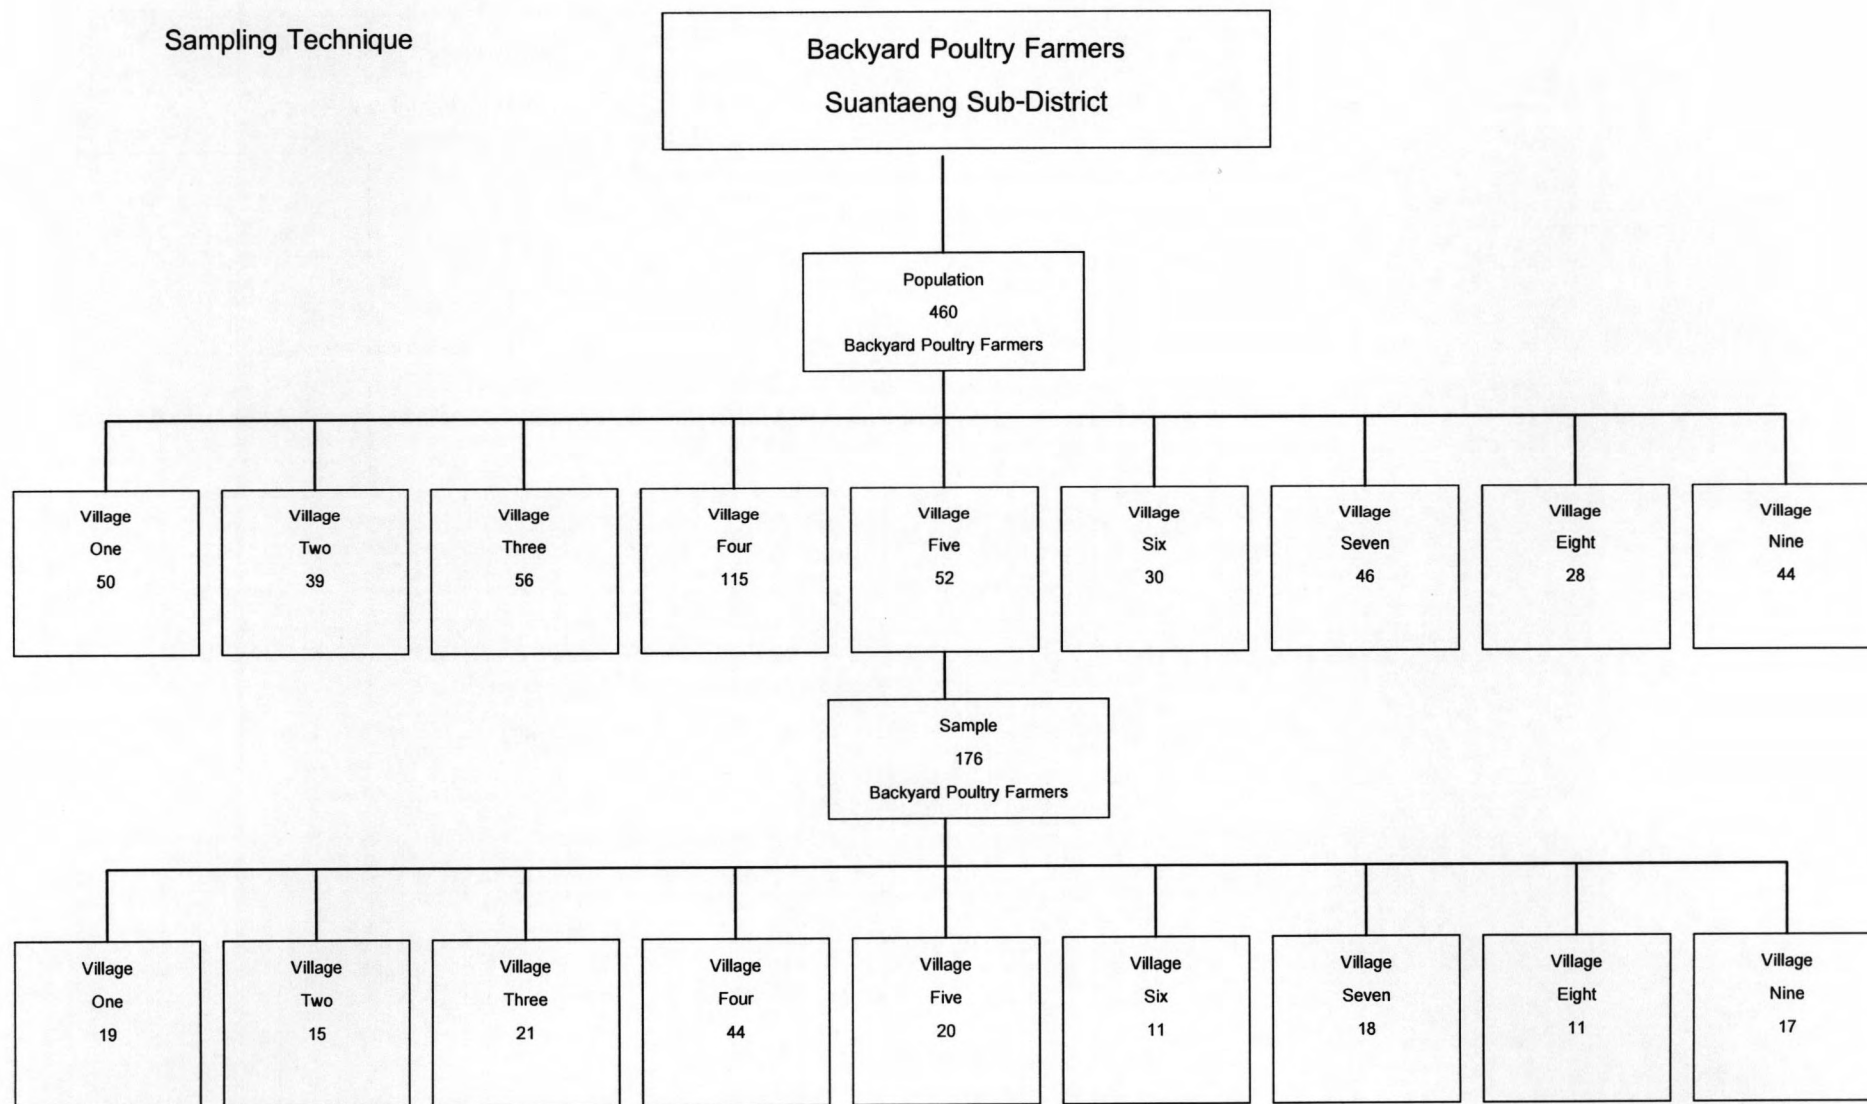 Sampling Technique
Backyard Poultry Farmers
Suantaeng Sub-District
Population
460
Backyard Poultry Farmers
Village
One
50
Village
Two
39
Village
Three
56
Village
Four
115
Village
Five
52
Village
Six
30
Village
Seven
46
Village
Eight
28
Village
Nine
44
Sample
176
Backyard Poultry Farmers
Village
One
19
Village
Two
15
Village
Three
21
Village
Four
44
Village
Five
20
Village
Six
11
Village
Seven
18
Village
Eight
11
Village
Nine
17